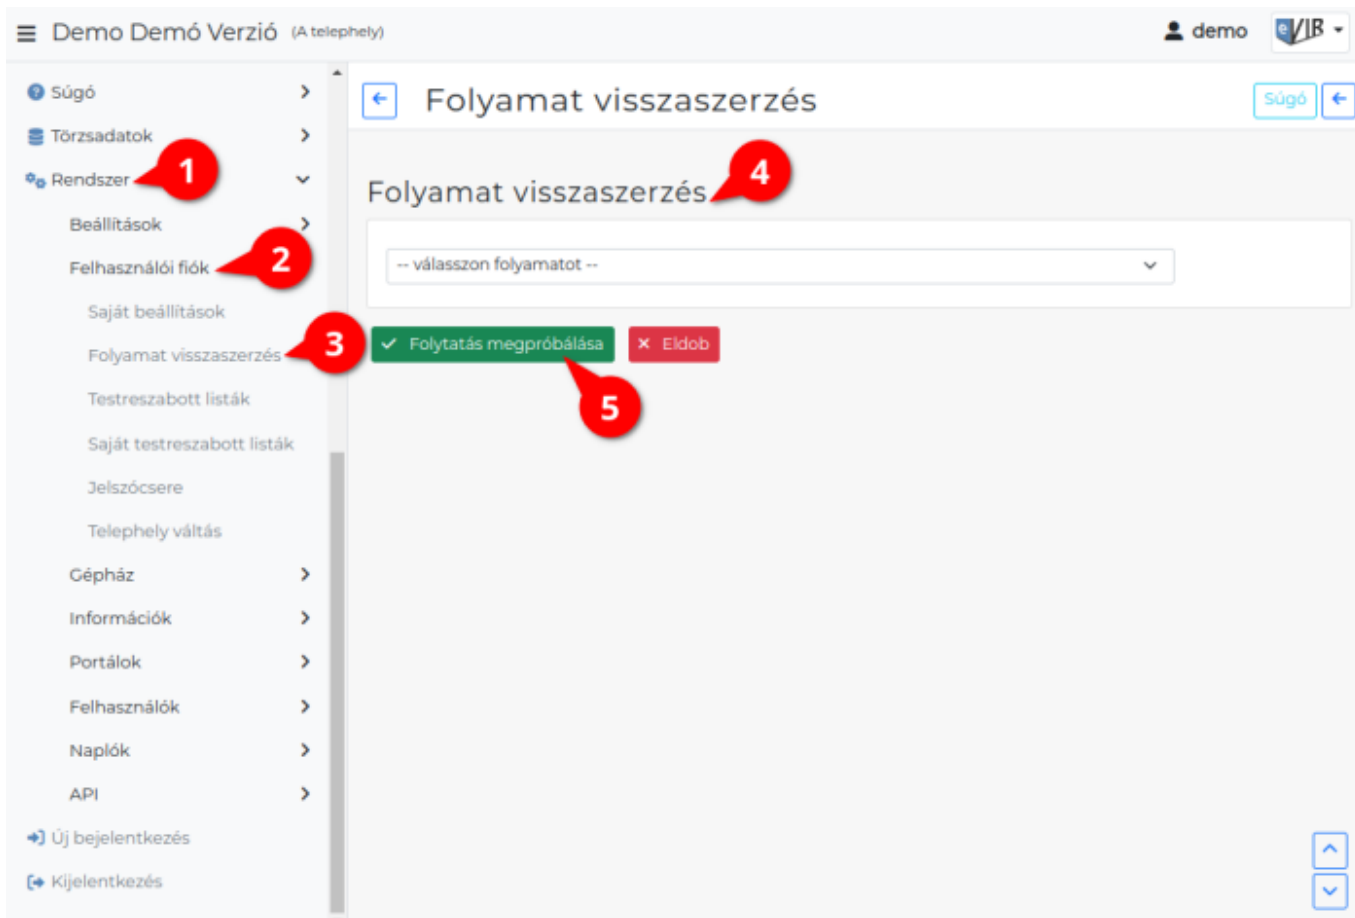 Demo Demó Verzió (A telephely)
demo
eVIR
Súgó
Törzsadatok
Rendszer
1
Beállítások
Felhasználói fiók
2
Saját beállítások
Folyamat visszaszerzés
3
Testreszabott listák
Saját testreszabott listák
Jelszócsere
Telephely váltás
Gépház
Információk
Portálok
Felhasználók
Naplók
API
Új bejelentkezés
Kijelentkezés
Folyamat visszaszerzés
Súgó
Folyamat visszaszerzés
4
-- válasszon folyamatot --
Folytatás megpróbálása
Eldob
5